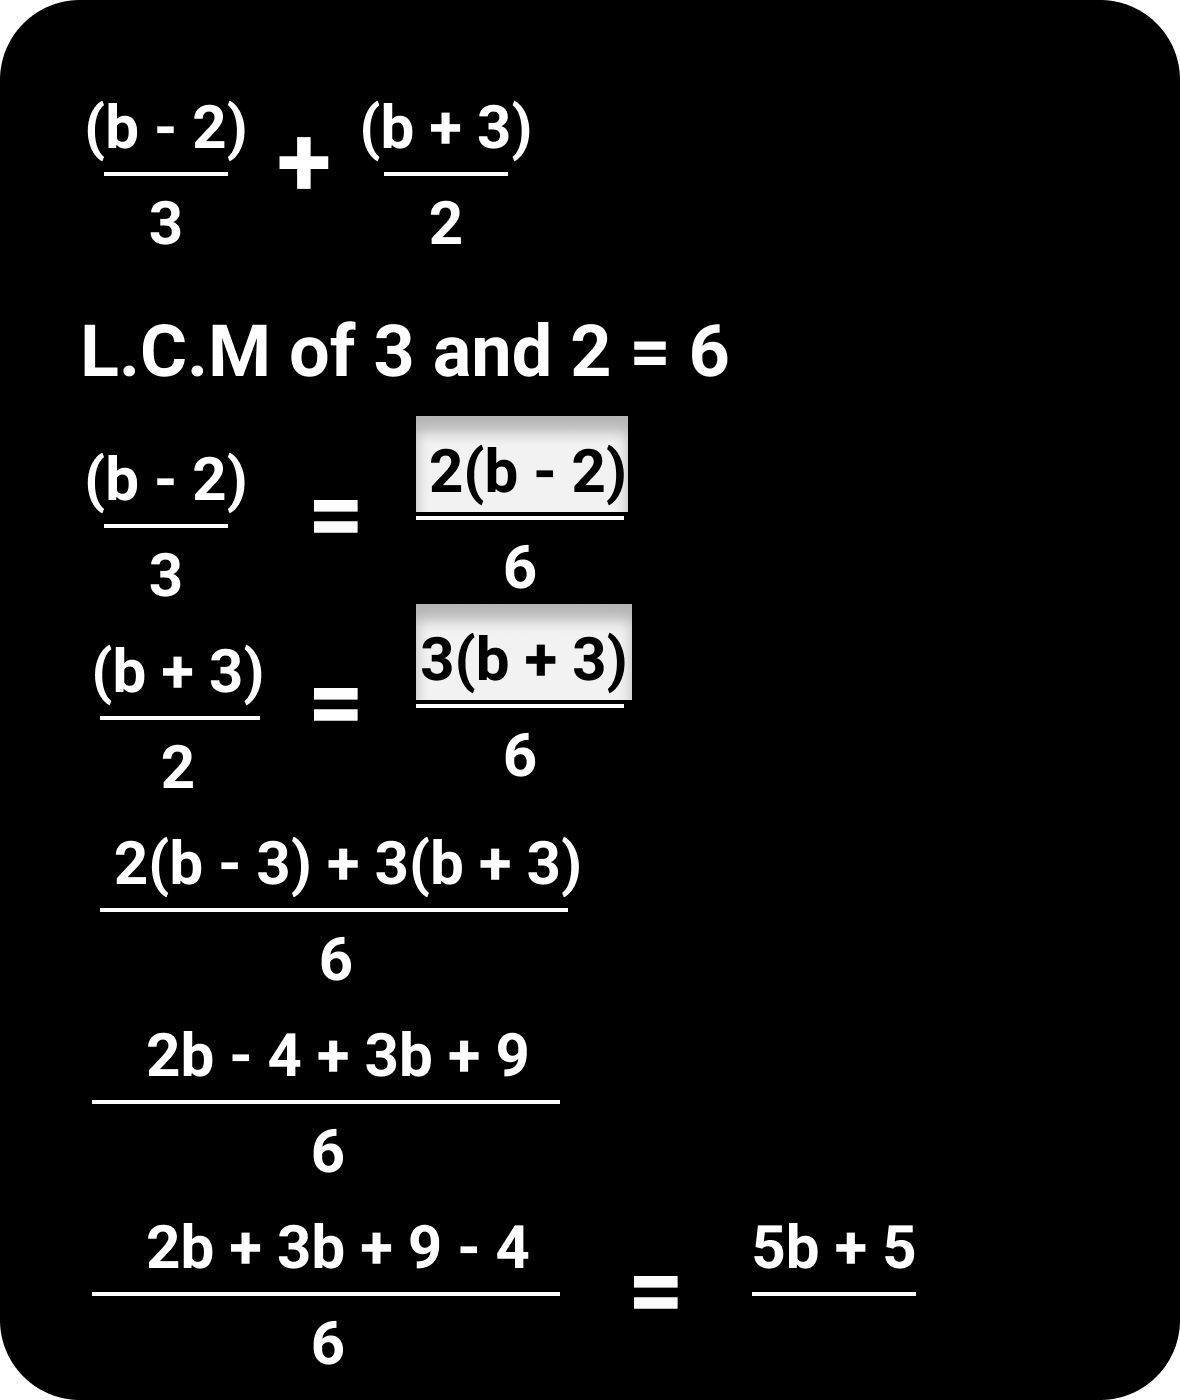 (b - 2) + (b + 3)
3 2
L.C.M of 3 and 2 = 6
(b - 2) = 2(b - 2)
3 6
(b + 3) = 3(b + 3)
2 6
2(b - 3) + 3(b + 3)
6
2b - 4 + 3b + 9
6
2b + 3b + 9 - 4 = 5b + 5
6